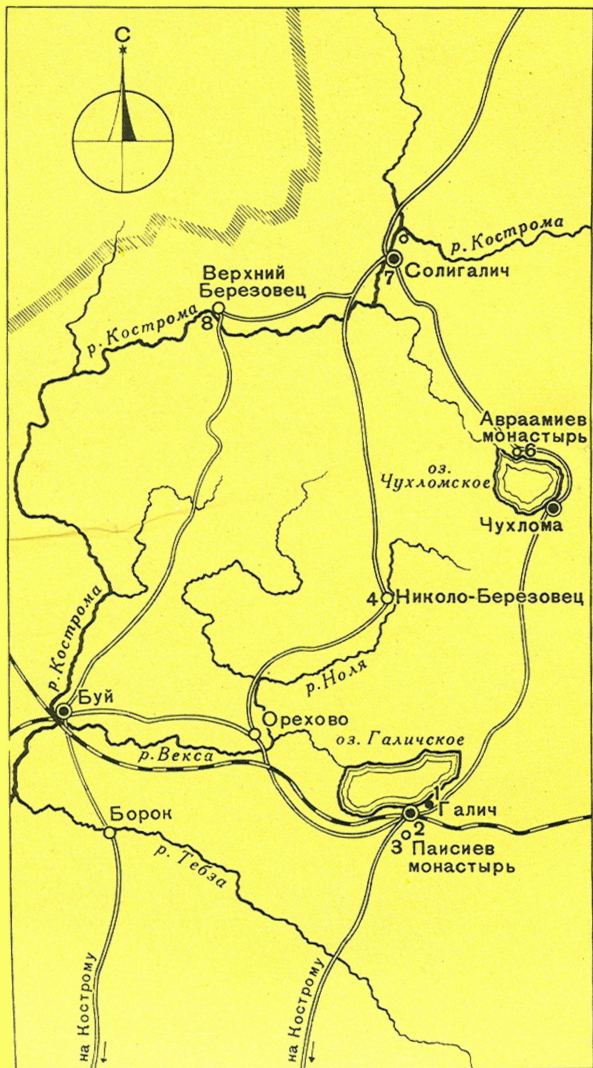 С
р. Кострома
Солигалич
7
Верхний
Березовец
8
р. Кострома
Авраамиев
монастырь
6
оз.
Чухломское
Чухлома
4
Николо-Березовец
р. Кострома
р. Ноля
Буй
Орехово
оз. Галичское
р. Векса
1
Галич
2
Борок
3 Паисиев
монастырь
р. Тебза
на Кострому
на Кострому